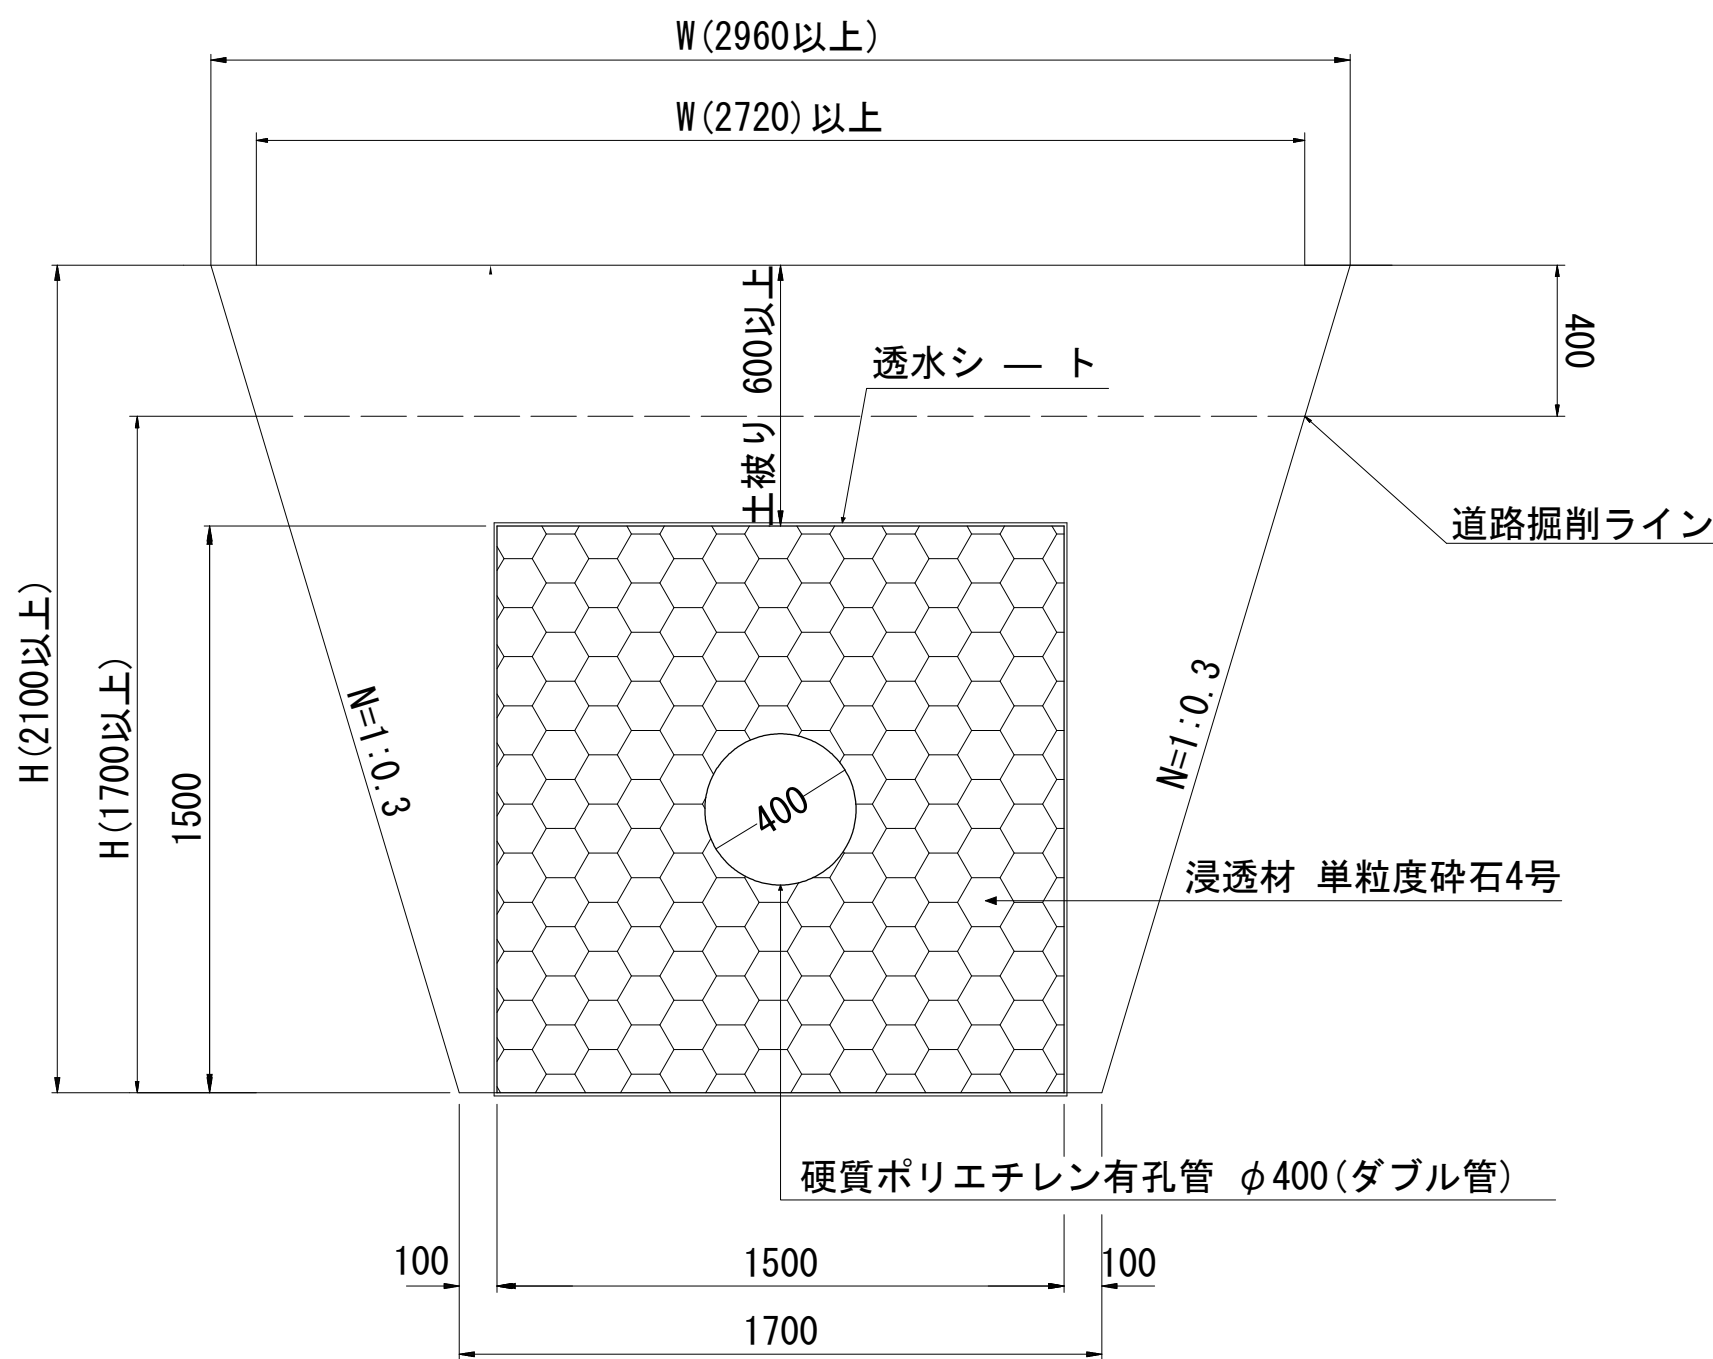 W(2960以上)
W(2720)以上
土被り 600以上
400
透水シ ― ト
道路掘削ライン
H(2100以上)
H(1700以上)
1500
N=1:0.3
N=1:0.3
400
浸透材 単粒度砕石4号
硬質ポリエチレン有孔管 φ400(ダブル管)
100
1500
100
1700